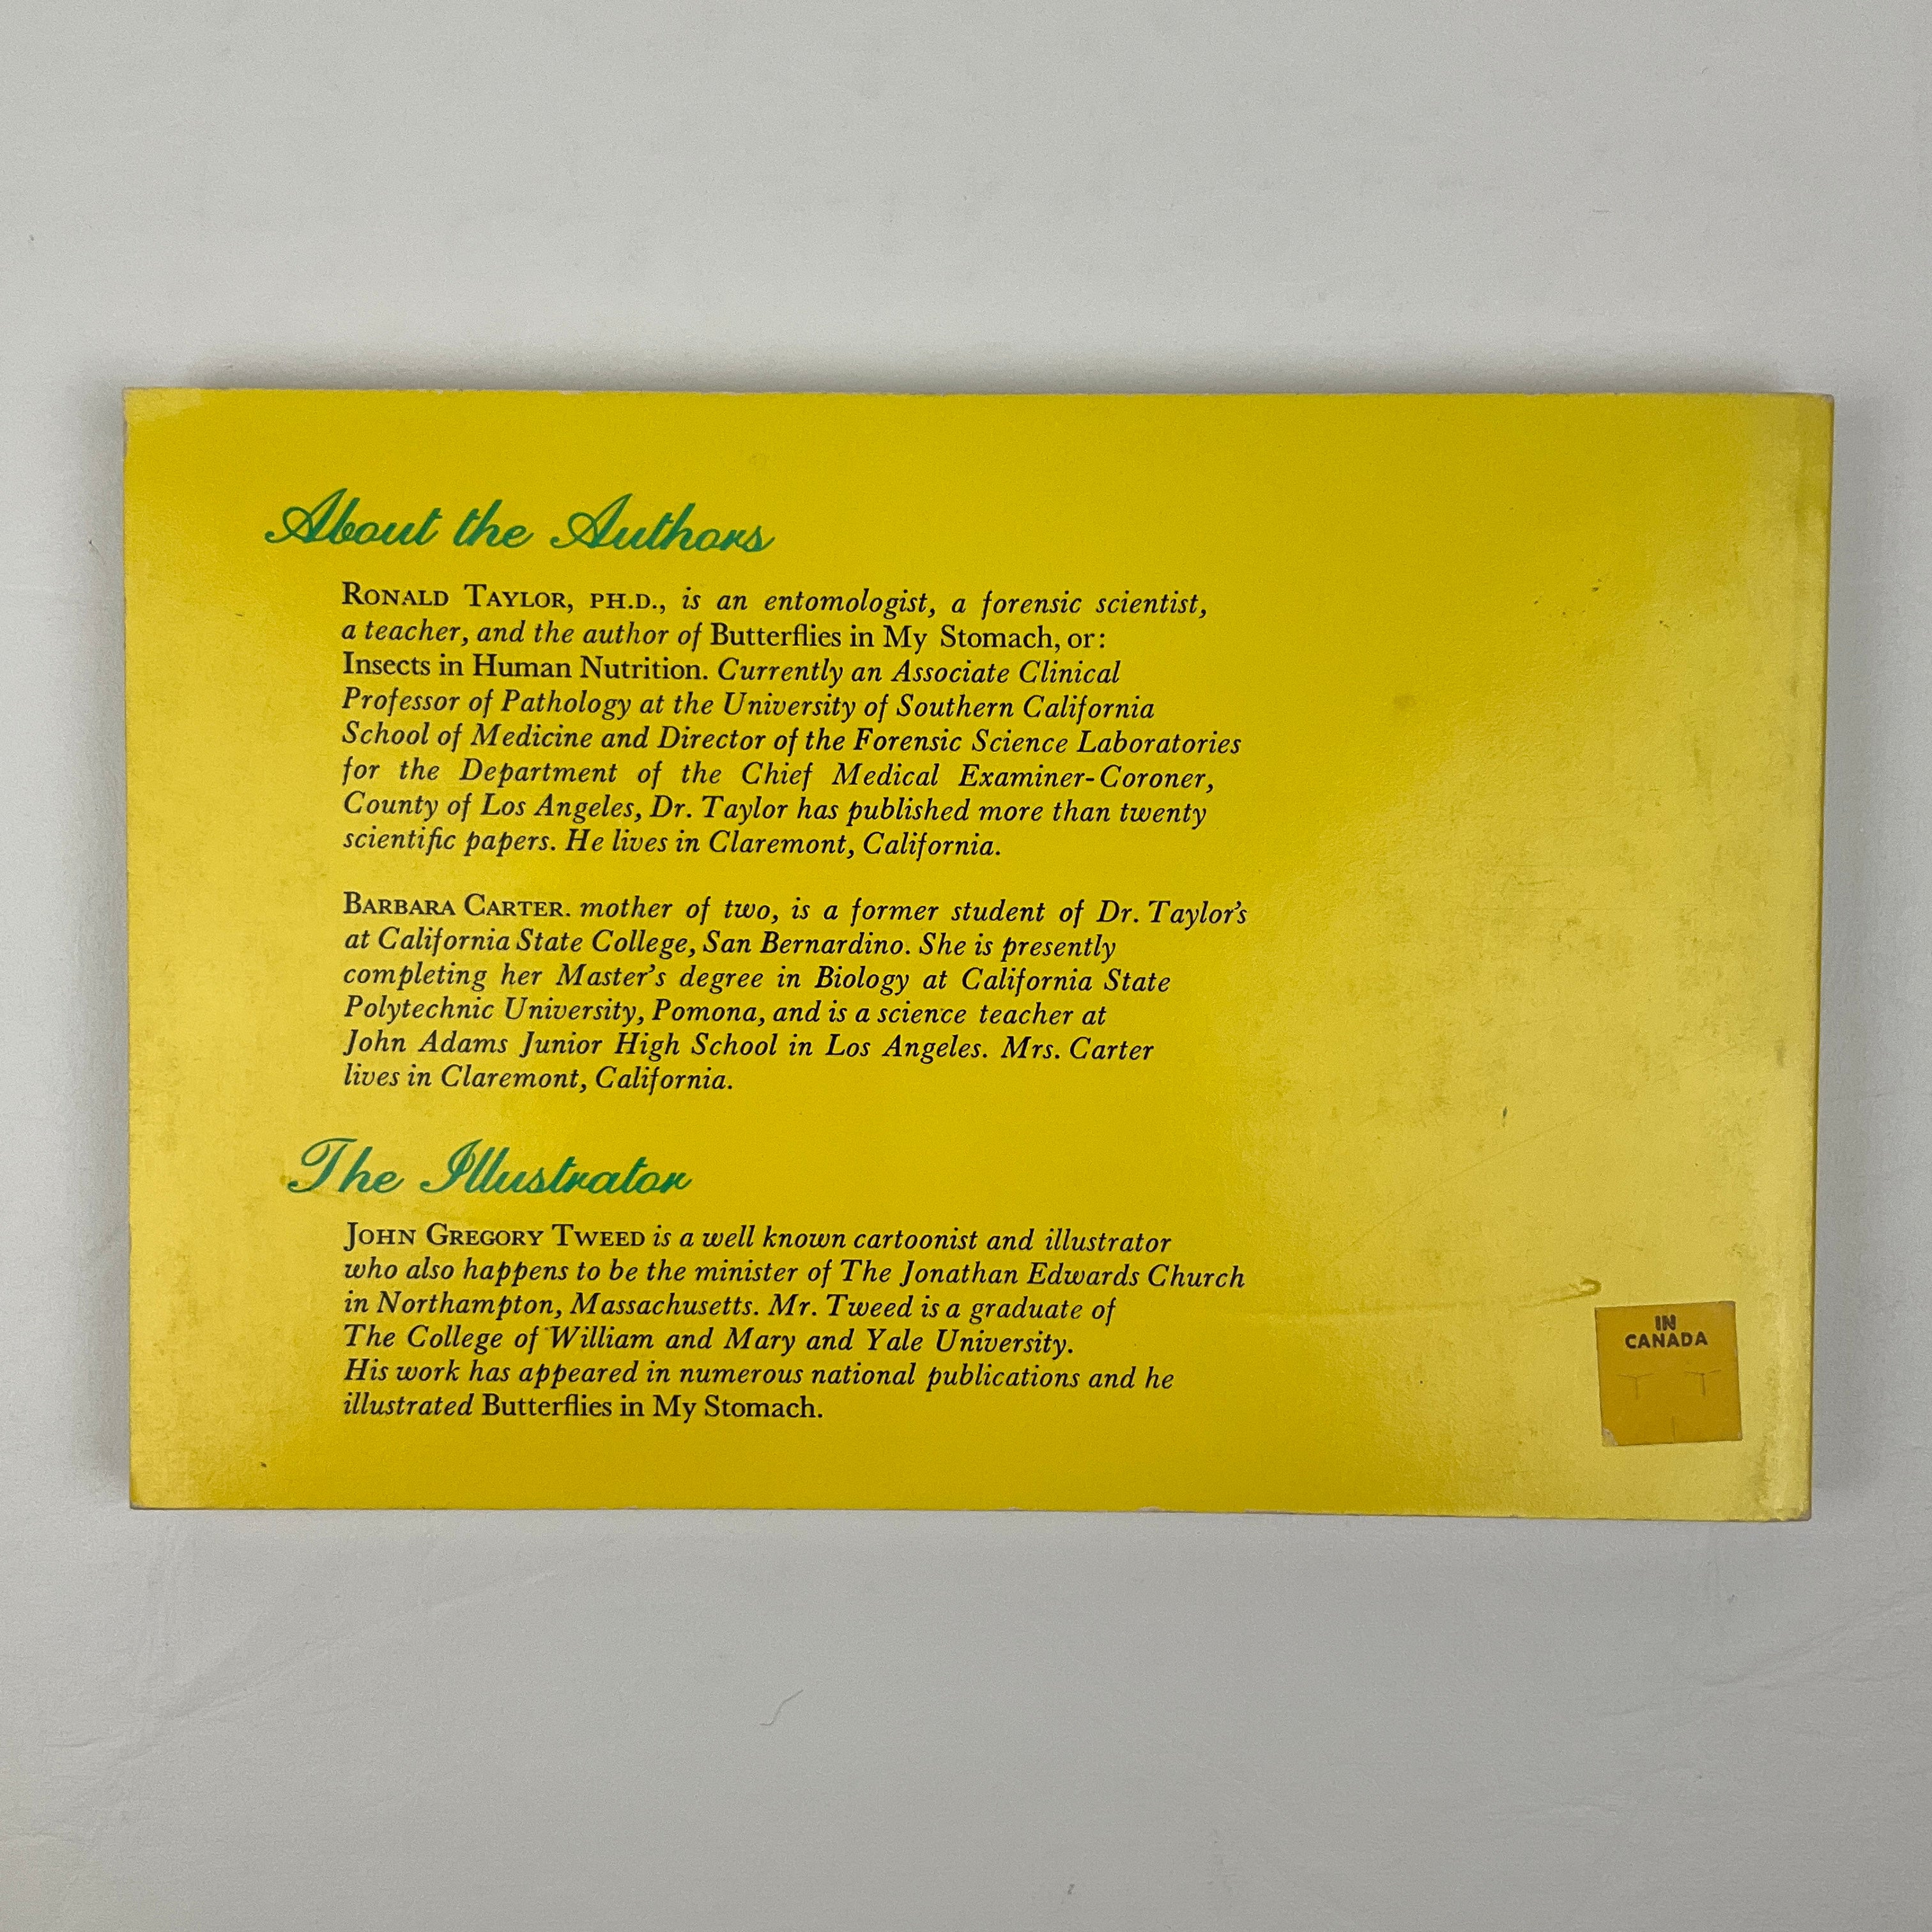 About the Authors
RONALD TAYLOR, PH.D., is an entomologist, a forensic scientist,
a teacher, and the author of Butterflies in My Stomach, or:
Insects in Human Nutrition. Currently an Associate Clinical
Professor of Pathology at the University of Southern California
School of Medicine and Director of the Forensic Science Laboratories
for the Department of the Chief Medical Examiner-Coroner,
County of Los Angeles, Dr. Taylor has published more than twenty
scientific papers. He lives in Claremont, California.
BARBARA CARTER. mother of two, is a former student of Dr. Taylor's
at California State College, San Bernardino. She is presently
completing her Master's degree in Biology at California State
Polytechnic University, Pomona, and is a science teacher at
John Adams Junior High School in Los Angeles. Mrs. Carter
lives in Claremont, California.
The Illustrator
JOHN GREGORY TWEED is a well known cartoonist and illustrator
who also happens to be the minister of The Jonathan Edwards Church
in Northampton, Massachusetts. Mr. Tweed is a graduate of
The College of William and Mary and Yale University.
His work has appeared in numerous national publications and he
illustrated Butterflies in My Stomach.
IN
CANADA